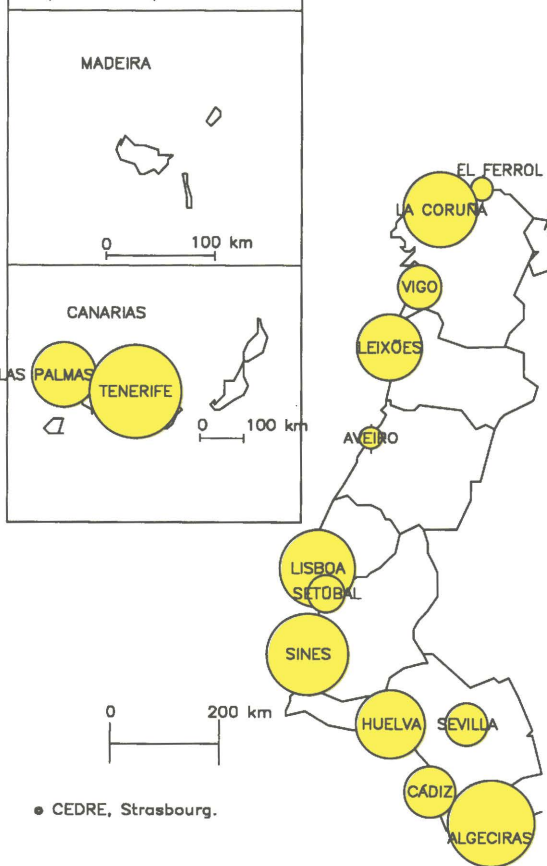 MADEIRA
0 100 km
CANARIAS
LAS PALMAS
TENERIFE
0 100 km
EL FERROL
LA CORUÑA
VIGO
LEIXÕES
AVEIRO
LISBOA
SETÚBAL
SINES
0 200 km
HUELVA
SEVILLA
CÁDIZ
ALGECIRAS
CEDRE, Strasbourg.